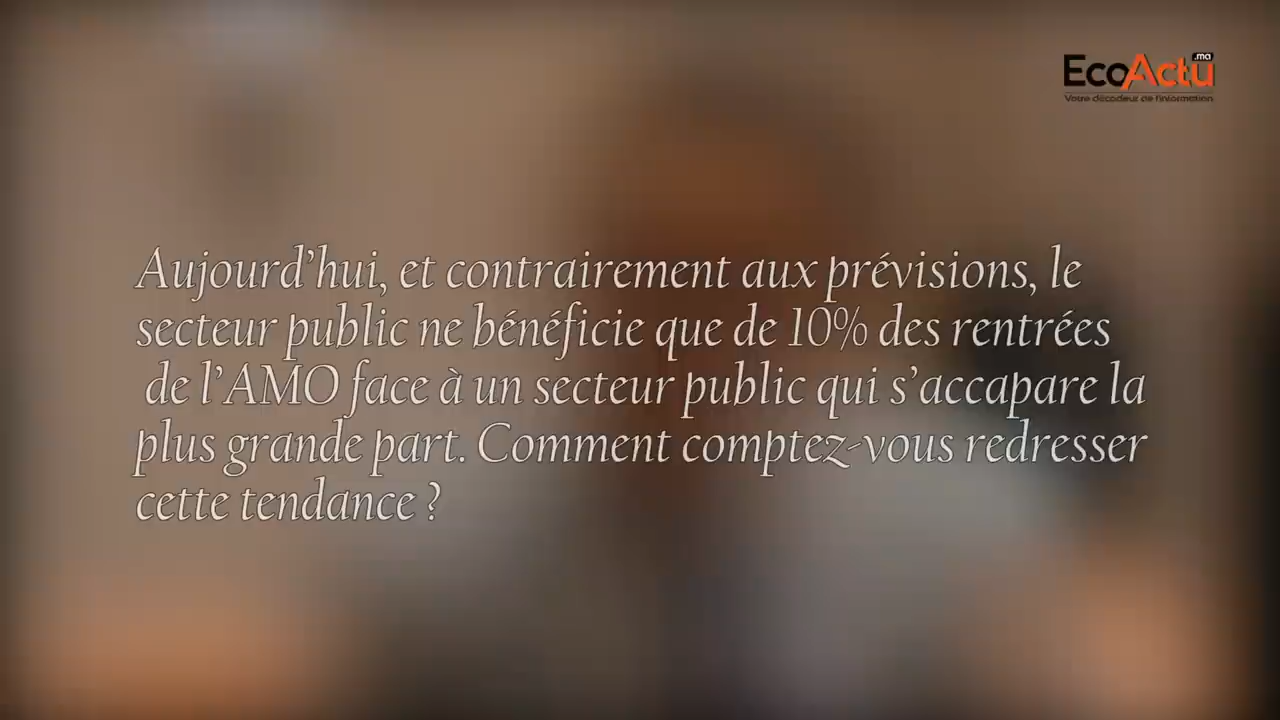 EcoActu
.ma
Votre décodeur de l'information
Aujourd'hui, et contrairement aux prévisions, le
secteur public ne bénéficie que de 10% des rentrées
de l'AMO face à un secteur public qui s'accapare la
plus grande part. Comment comptez-vous redresser
cette tendance ?